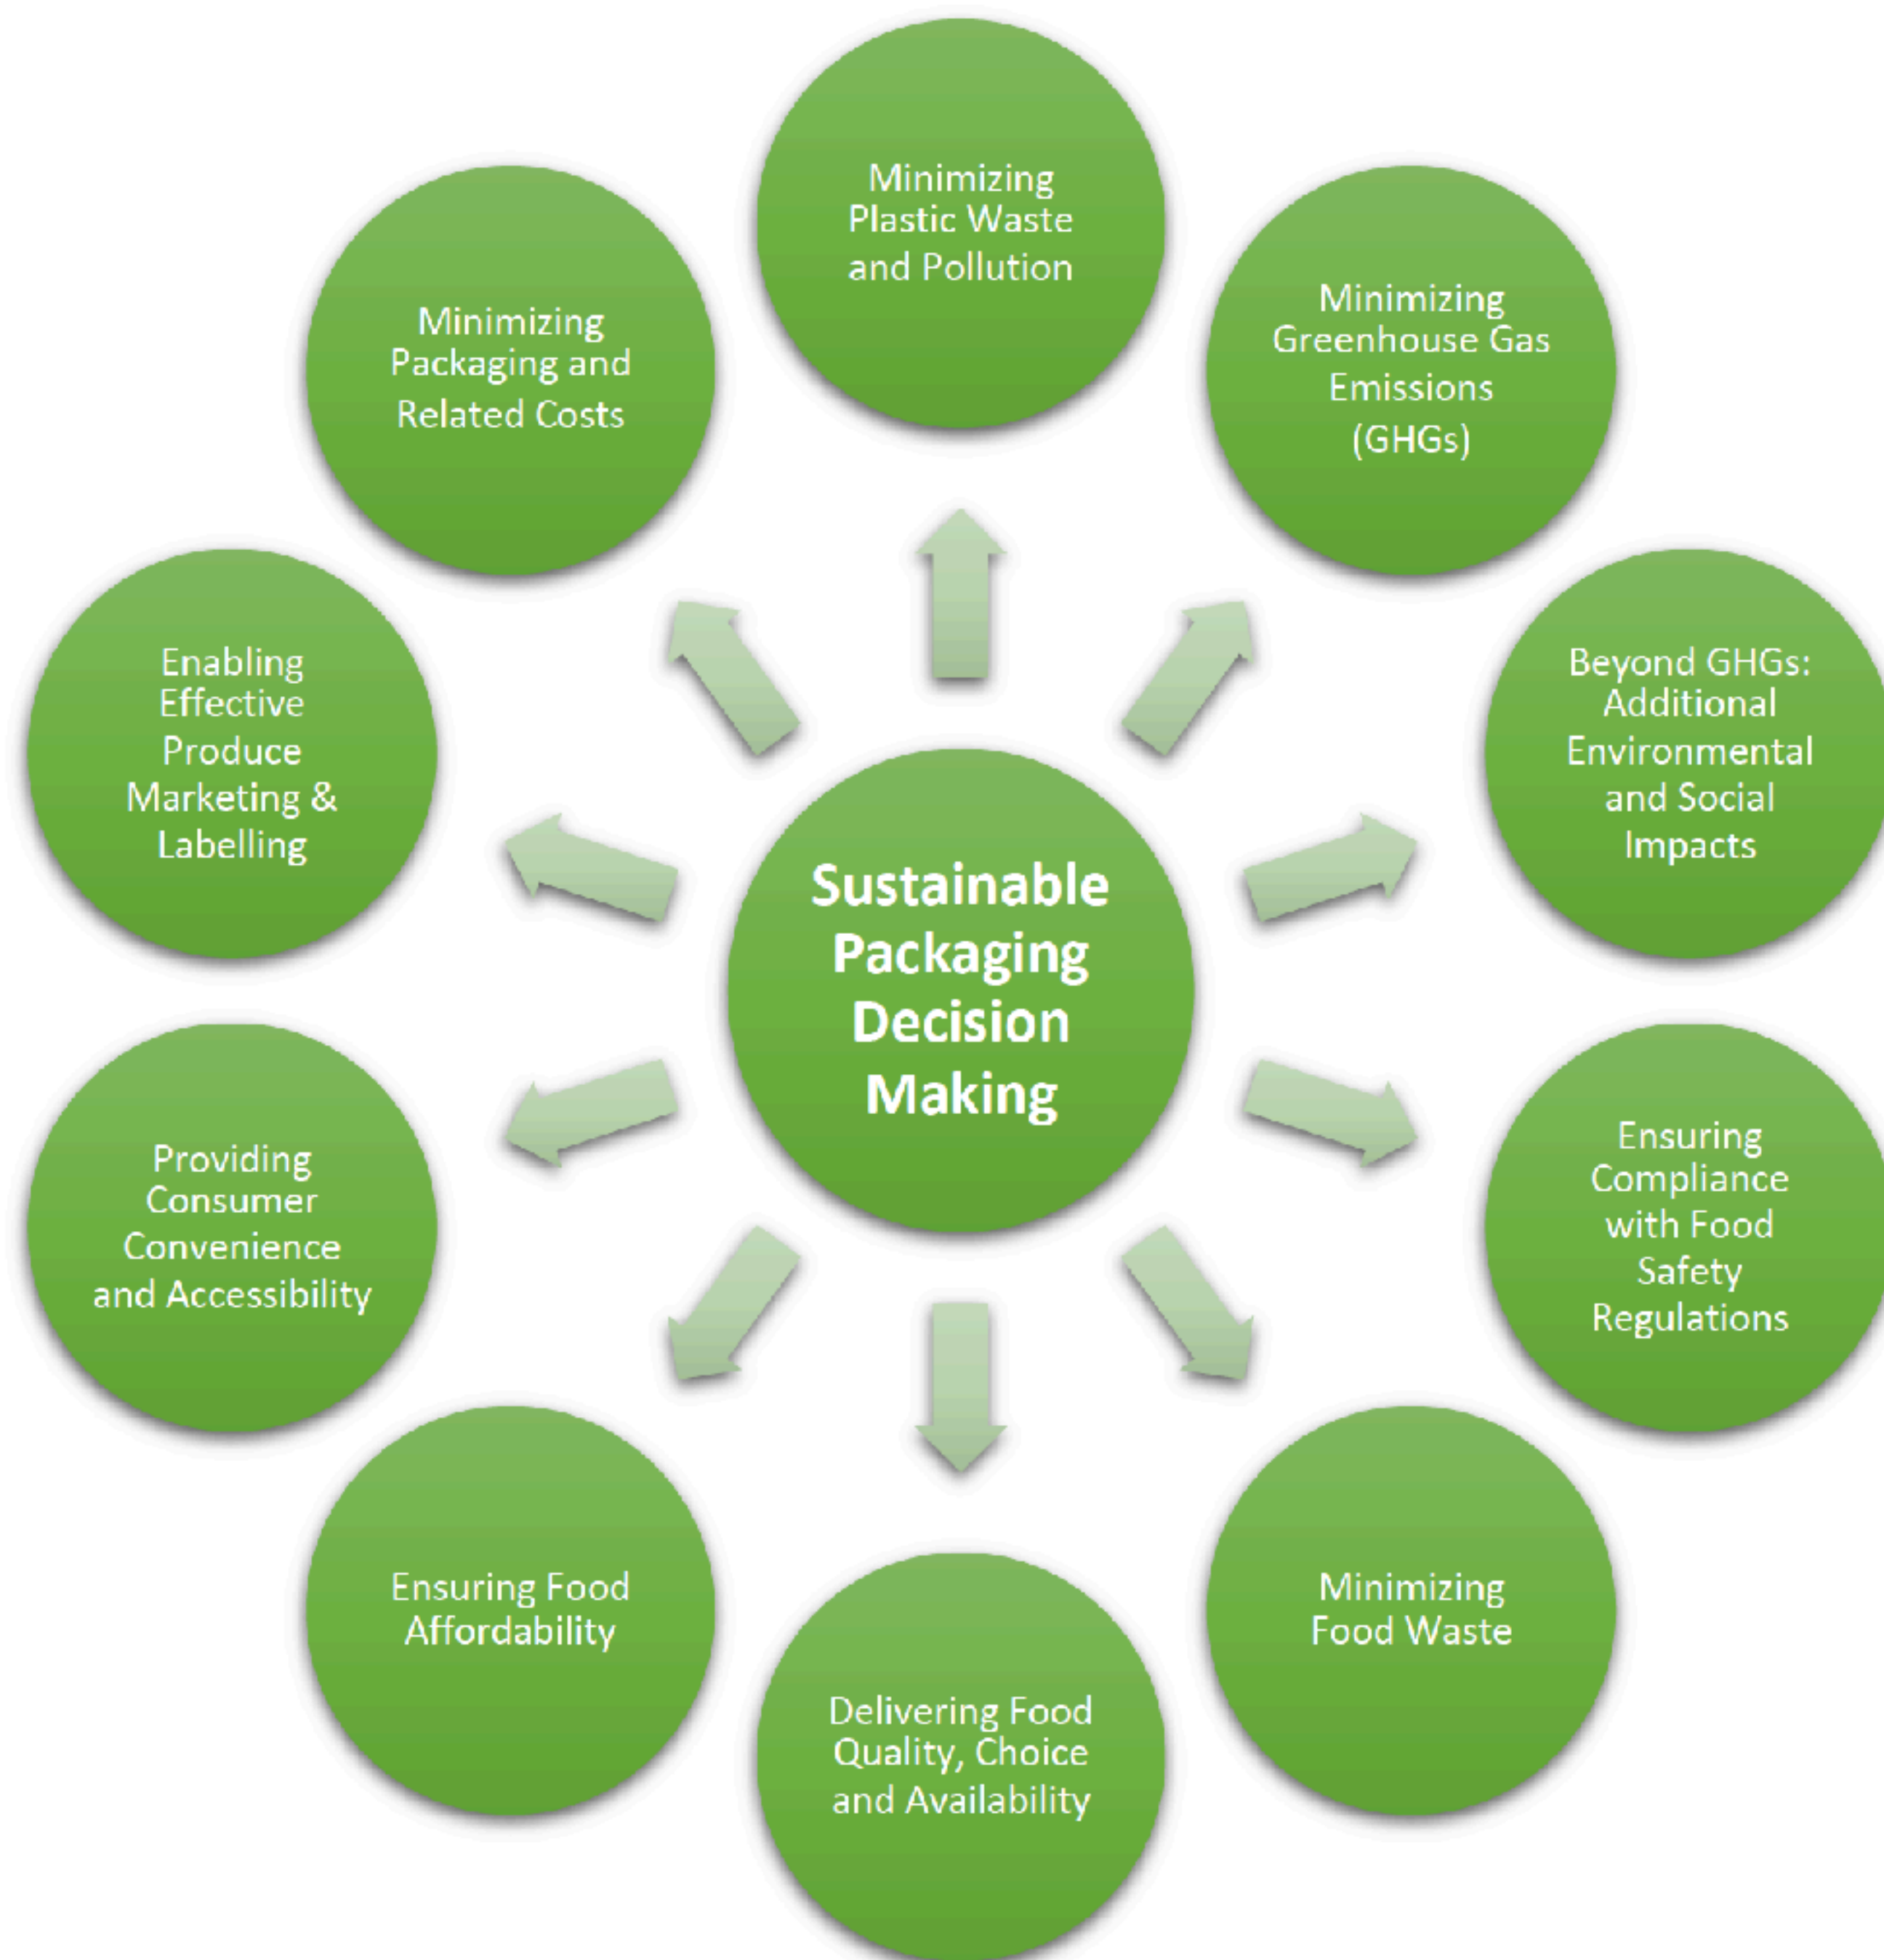 Minimizing
Plastic Waste
and Pollution
Minimizing
Greenhouse Gas
Emissions
(GHGs)
Beyond GHGs:
Additional
Environmental
and Social
Impacts
Ensuring
Compliance
with Food
Safety
Regulations
Minimizing
Food Waste
Delivering Food
Quality, Choice
and Availability
Ensuring Food
Affordability
Providing
Consumer
Convenience
and Accessibility
Enabling
Effective
Produce
Marketing &
Labelling
Minimizing
Packaging and
Related Costs
Sustainable
Packaging
Decision
Making